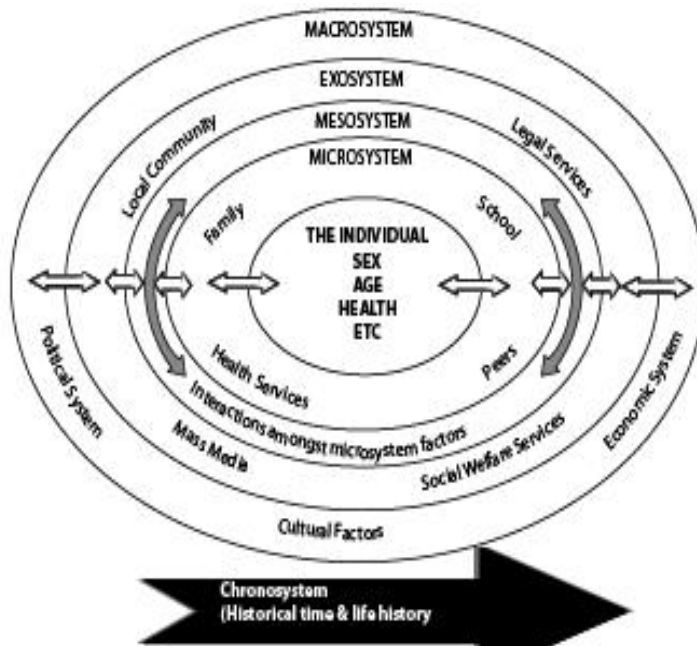 MACROSYSTEM
EXOSYSTEM
MESOSYSTEM
MICROSYSTEM
Local Community
Legal Services
Family
School
THE INDIVIDUAL
SEX
AGE
HEALTH
ETC
Health Services
Peers
Interactions amongst microsystem factors
Political System
Economic System
Mass Media
Social Welfare Services
Cultural Factors
Chronosystem
(Historical time & life history